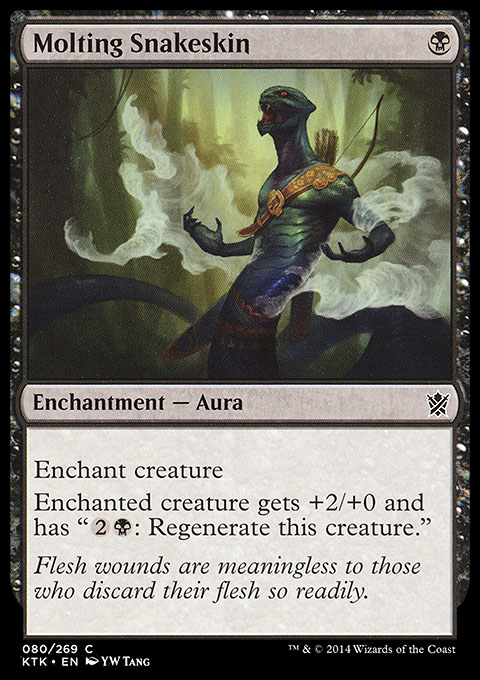 Molting Snakeskin
Enchantment — Aura
Enchant creature
Enchanted creature gets +2/+0 and
has “2: Regenerate this creature.”
Flesh wounds are meaningless to those
who discard their flesh so readily.
080/269 C
KTK • EN YW Tang
™ & © 2014 Wizards of the Coast